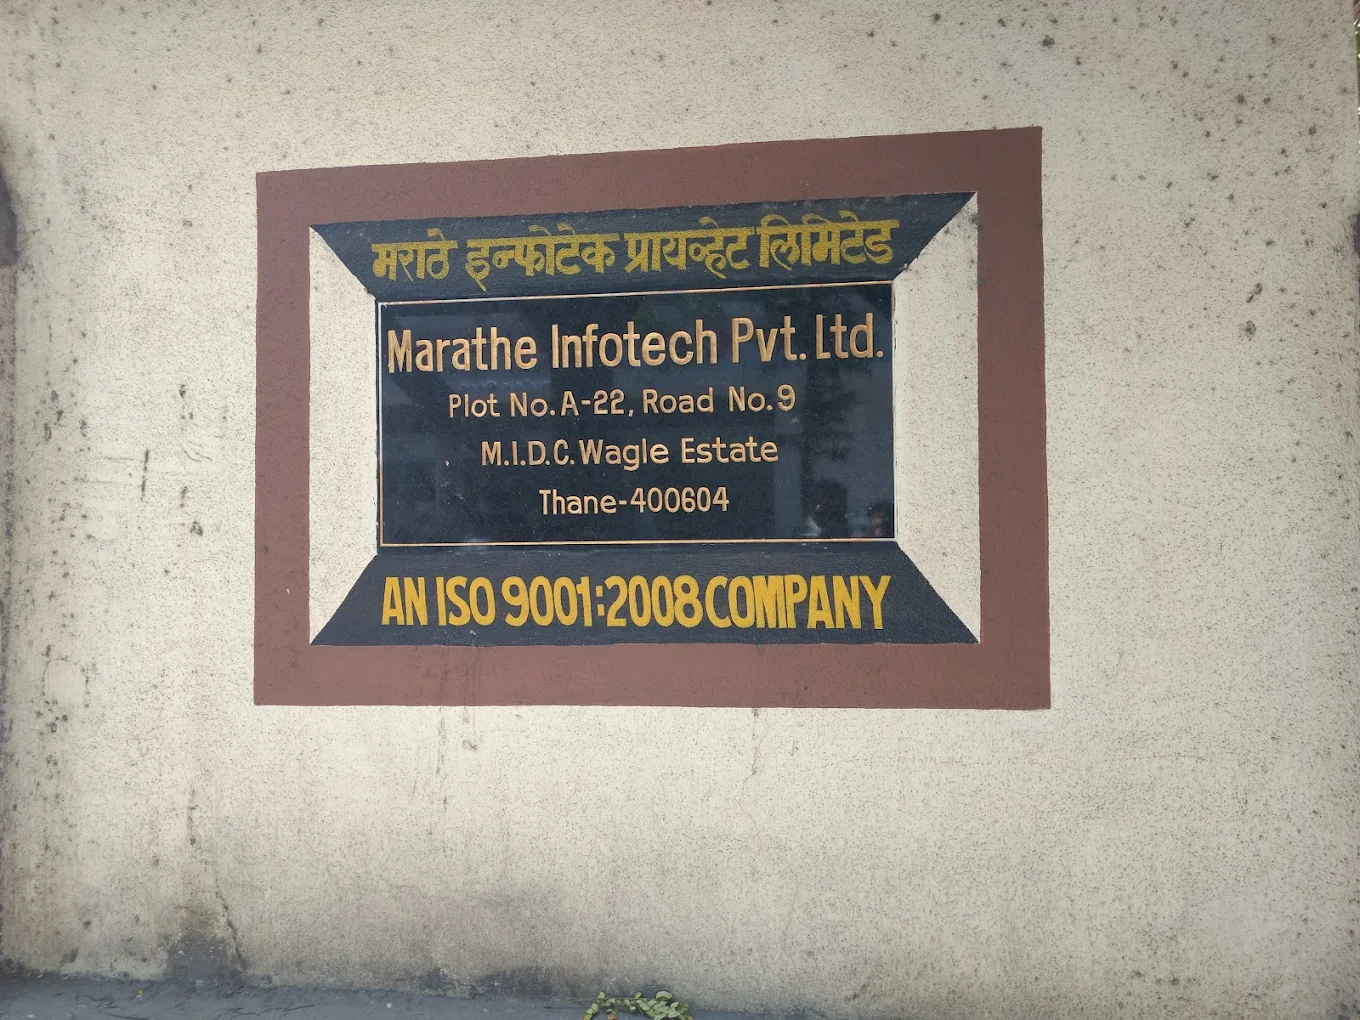 मराठे इन्फोटेक प्रायव्हेट लिमिटेड
Marathe Infotech Pvt. Ltd.
Plot No. A-22, Road No. 9
M.I.D.C. Wagle Estate
Thane-400604
AN ISO 9001:2008 COMPANY